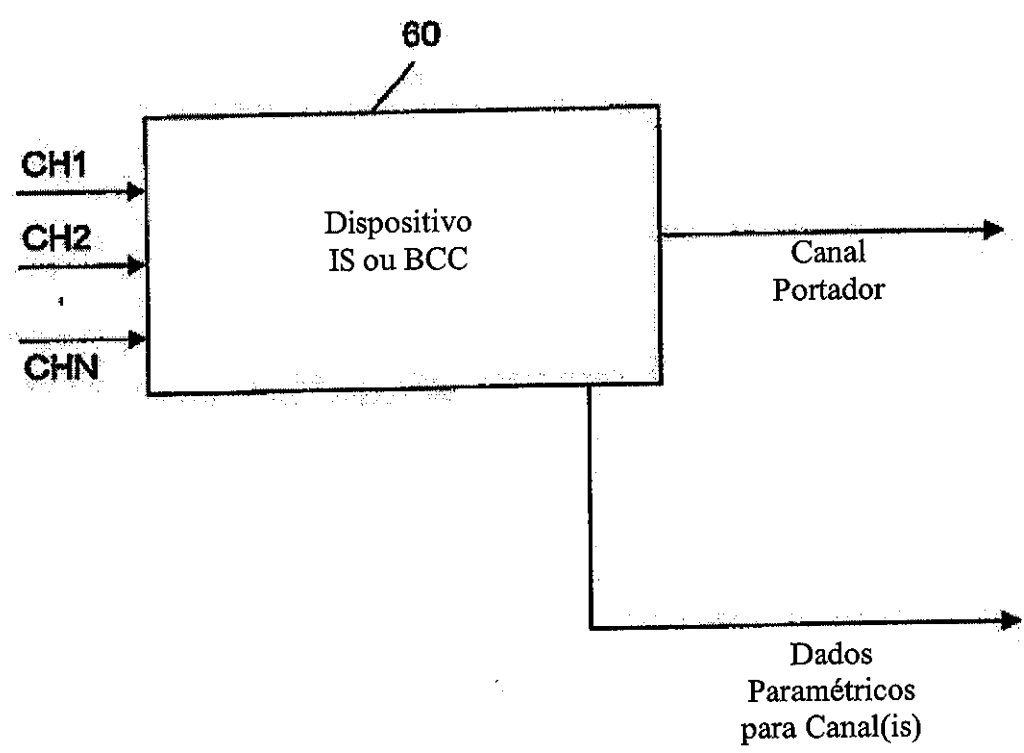 60
CH1
CH2
CHN
Dispositivo
IS ou BCC
Canal
Portador
Dados
Paramétricos
para Canal(is)